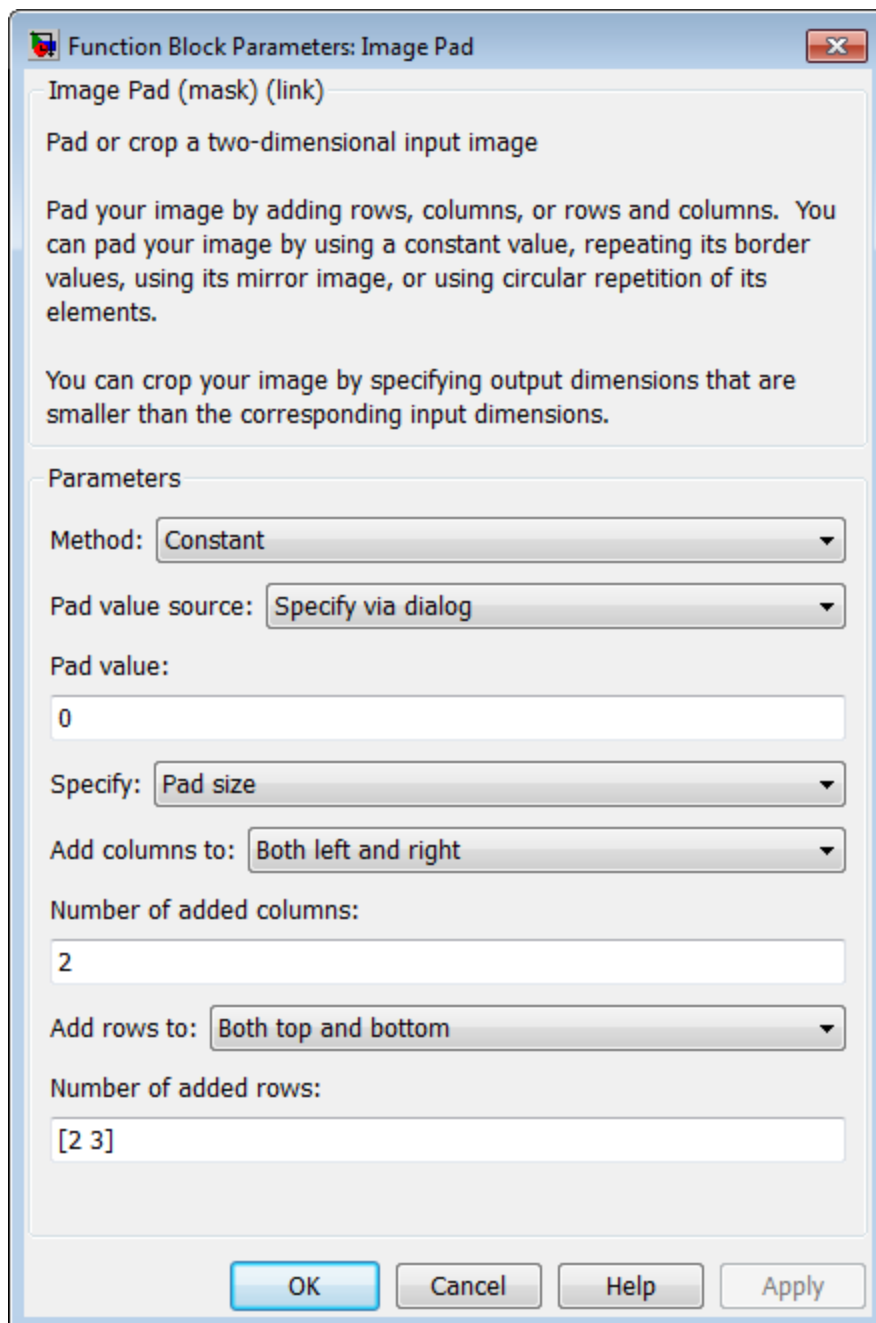 Function Block Parameters: Image Pad
Image Pad (mask) (link)
Pad or crop a two-dimensional input image
Pad your image by adding rows, columns, or rows and columns.  You
can pad your image by using a constant value, repeating its border
values, using its mirror image, or using circular repetition of its
elements.
You can crop your image by specifying output dimensions that are
smaller than the corresponding input dimensions.
Parameters
Method: Constant
Pad value source: Specify via dialog
Pad value:
0
Specify: Pad size
Add columns to: Both left and right
Number of added columns:
2
Add rows to: Both top and bottom
Number of added rows:
[2 3]
OK Cancel Help Apply